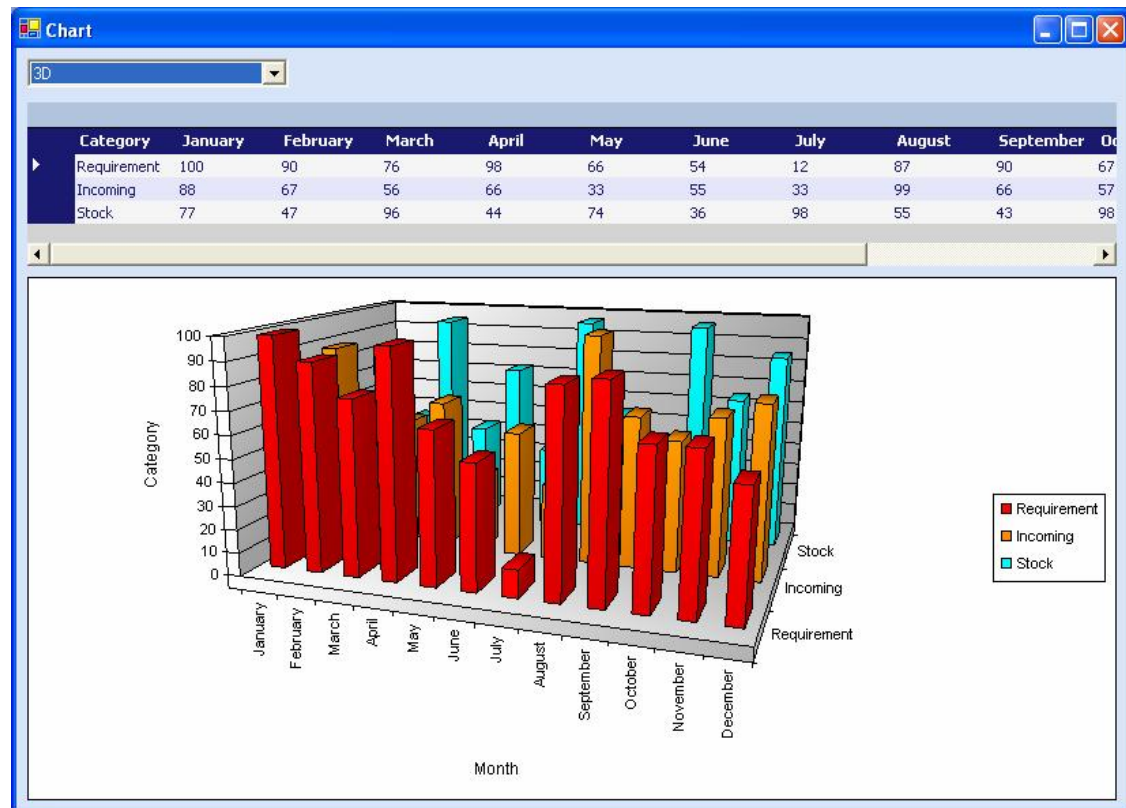 Chart
3D
Category January February March April May June July August September Oc
Requirement 100 90 76 98 66 54 12 87 90 67
Incoming 88 67 56 66 33 55 33 99 66 57
Stock 77 47 96 44 74 36 98 55 43 98
100
90
80
70
60
50
40
30
20
10
0
Category
January
February
March
April
May
June
July
August
September
October
November
December
Month
Stock
Incoming
Requirement
Requirement
Incoming
Stock